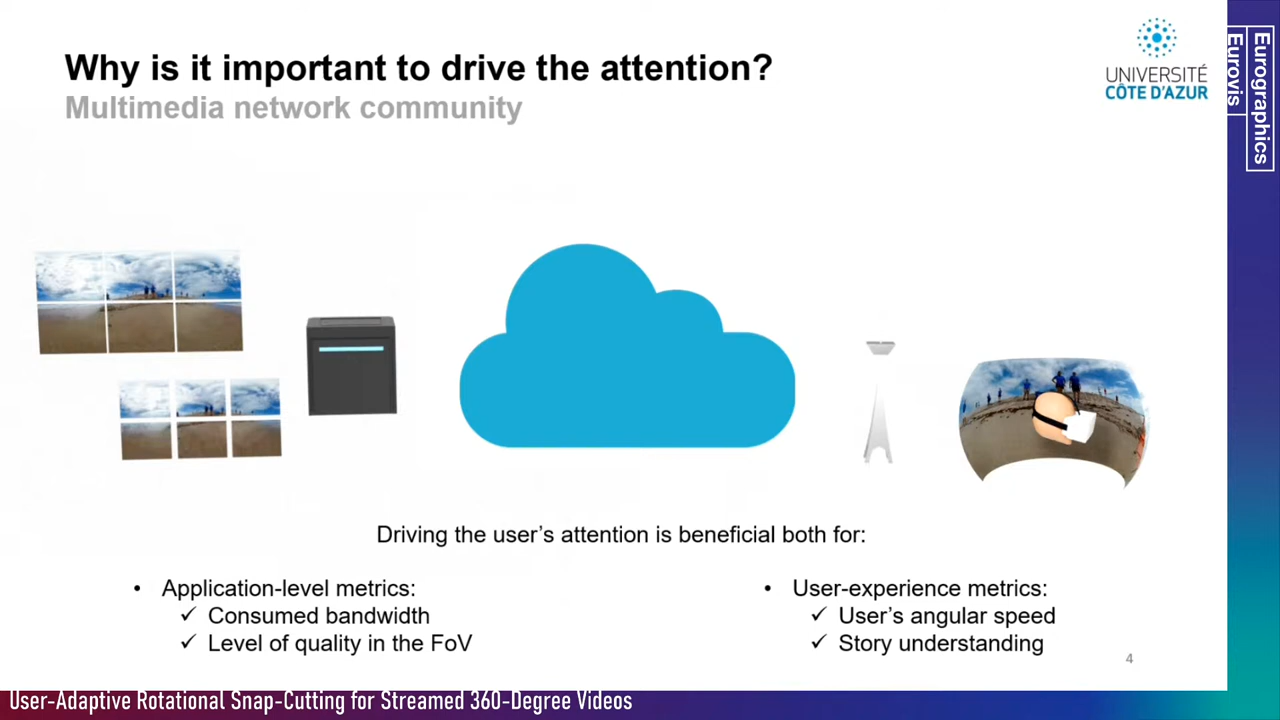 Why is it important to drive the attention?
Multimedia network community
UNIVERSITÉ
CÔTE D'AZUR
Eurographics
Eurovis
Driving the user's attention is beneficial both for:
• Application-level metrics:
✓ Consumed bandwidth
✓ Level of quality in the FoV
• User-experience metrics:
✓ User's angular speed
✓ Story understanding
4
User-Adaptive Rotational Snap-Cutting for Streamed 360-Degree Videos